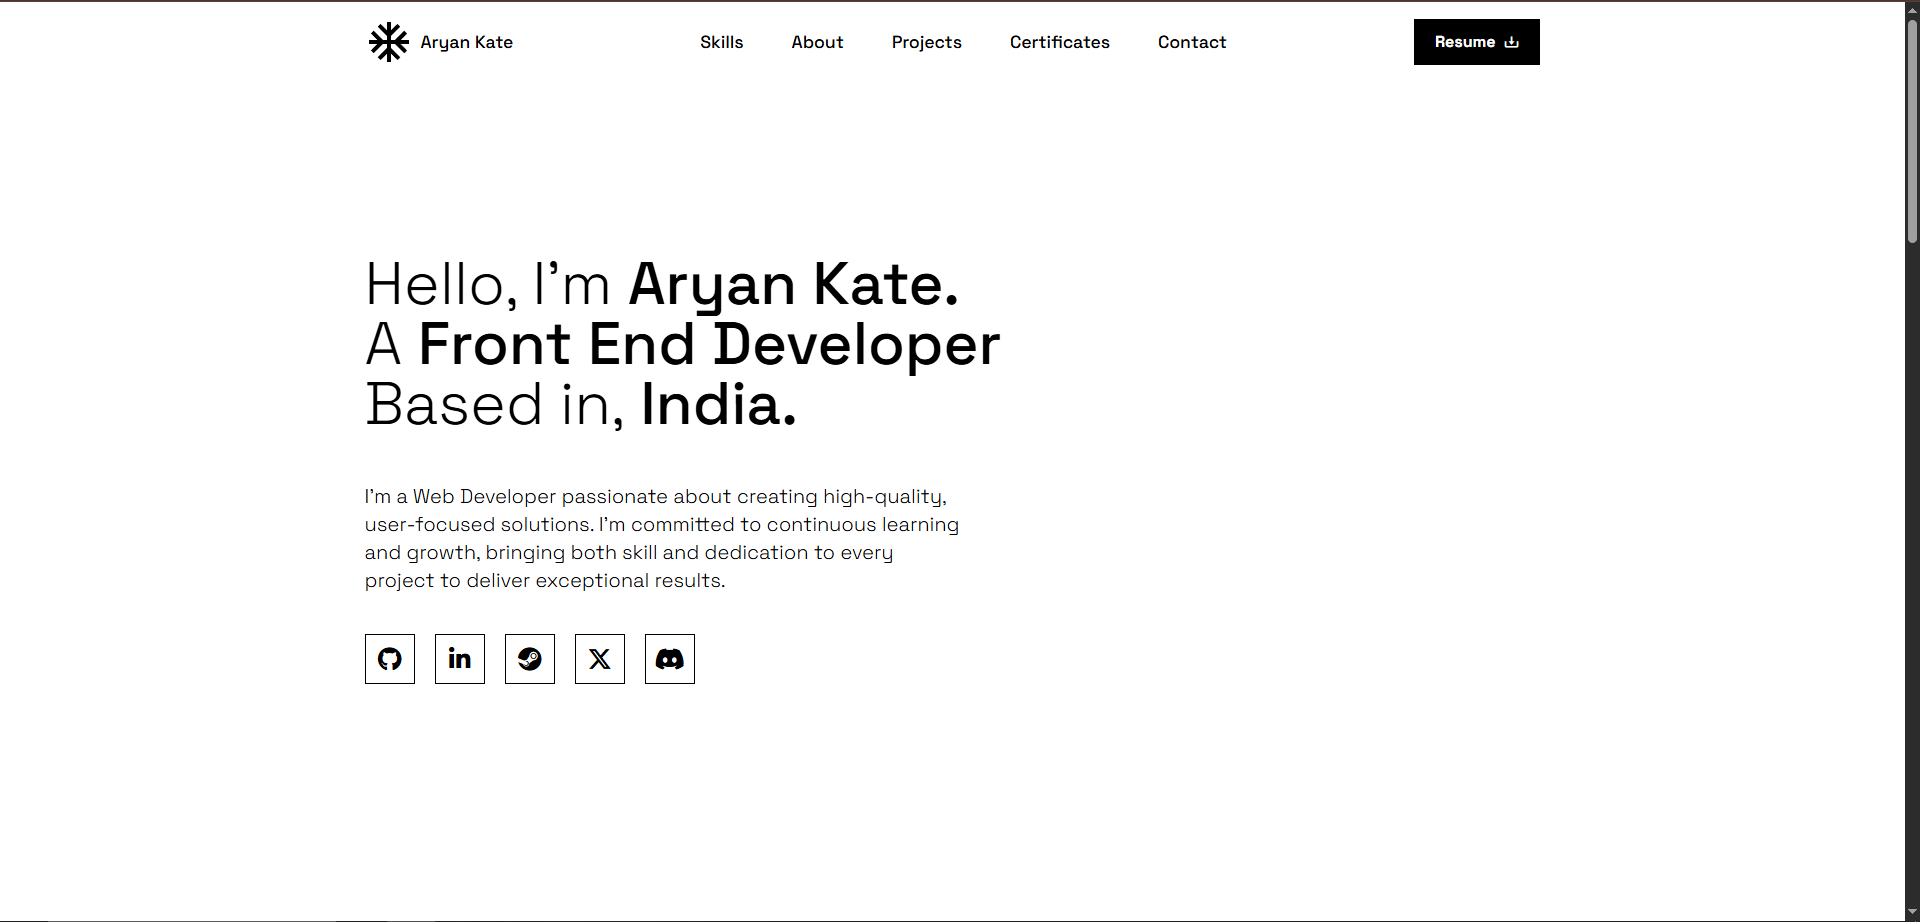 Aryan Kate
Skills
About
Projects
Certificates
Contact
Resume
Hello, I’m Aryan Kate.
A Front End Developer
Based in, India.
I’m a Web Developer passionate about creating high-quality,
user-focused solutions. I’m committed to continuous learning
and growth, bringing both skill and dedication to every
project to deliver exceptional results.
in
X